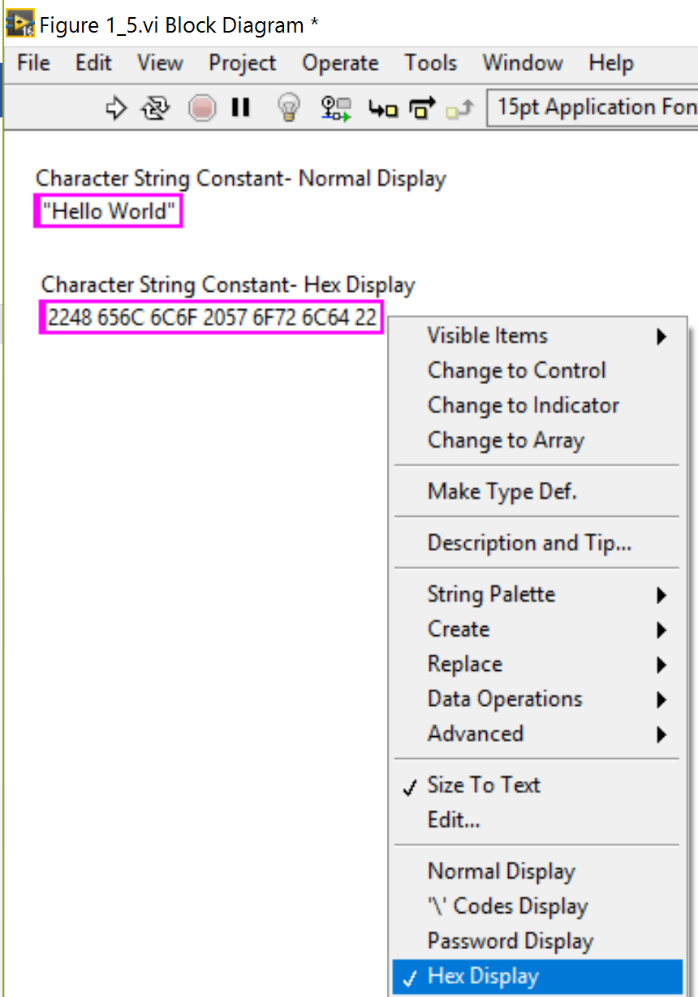 Figure 1_5.vi Block Diagram *
File Edit View Project Operate Tools Window Help
15pt Application Fon
Character String Constant- Normal Display
"Hello World"
Character String Constant- Hex Display
2248 656C 6C6F 2057 6F72 6C64 22
Visible Items
Change to Control
Change to Indicator
Change to Array
Make Type Def.
Description and Tip...
String Palette
Create
Replace
Data Operations
Advanced
Size To Text
Edit...
Normal Display
'\' Codes Display
Password Display
Hex Display